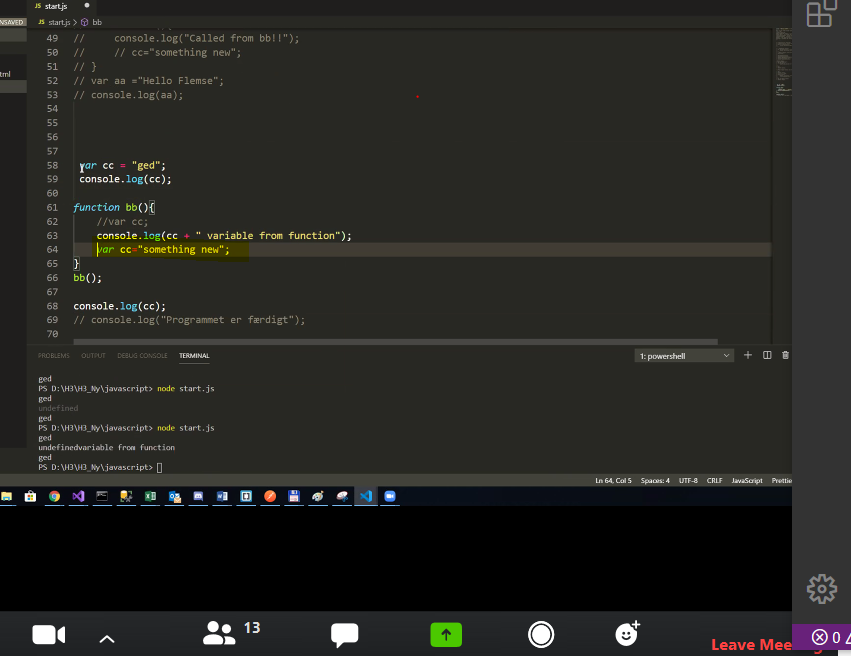 JS start.js
NSAVED
JS start.js > bb
tml
49 // console.log("Called from bb!!");
50 // // cc="something new";
51 // }
52 // var aa ="Hello Flemse";
53 // console.log(aa);
54
55
56
57
58 var cc = "ged";
59 console.log(cc);
60
61 function bb(){
62 //var cc;
63 console.log(cc + " variable from function");
64 var cc="something new";
65 }
66 bb();
67
68 console.log(cc);
69 // console.log("Programmet er færdigt");
70
PROBLEMS OUTPUT DEBUG CONSOLE TERMINAL 1: powershell
ged
PS D:\H3\H3_Ny\javascript> node start.js
ged
undefined
ged
PS D:\H3\H3_Ny\javascript> node start.js
ged
undefinedvariable from function
ged
PS D:\H3\H3_Ny\javascript>
Ln 64, Col 5 Spaces: 4 UTF-8 CRLF JavaScript Prettie
13
Leave Mee
0